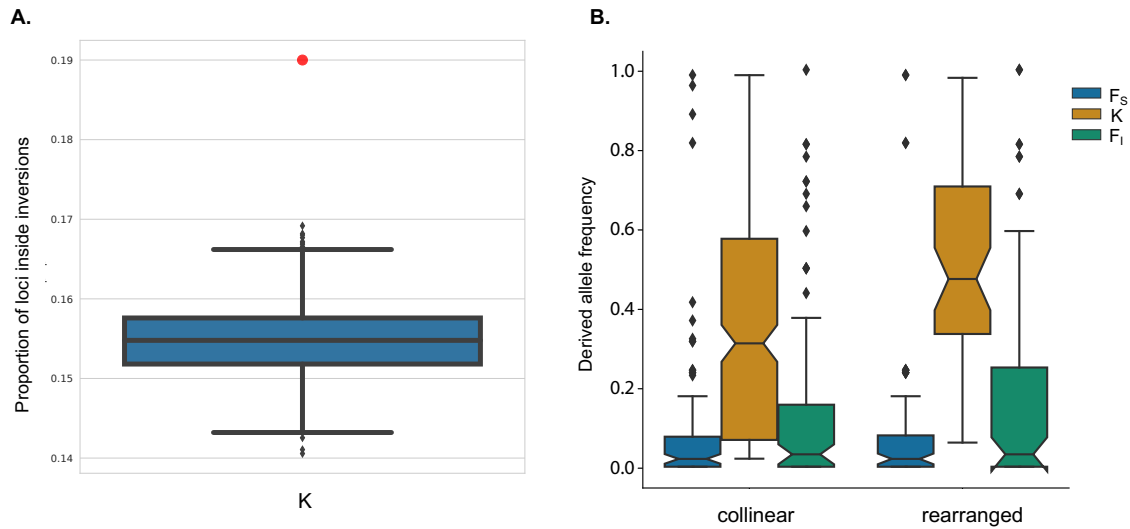 A.
Proportion of loci inside inversions
0.19
0.18
0.17
0.16
0.15
0.14
K
B.
Derived allele frequency
1.0
0.8
0.6
0.4
0.2
0.0
collinear rearranged
FS
K
FI